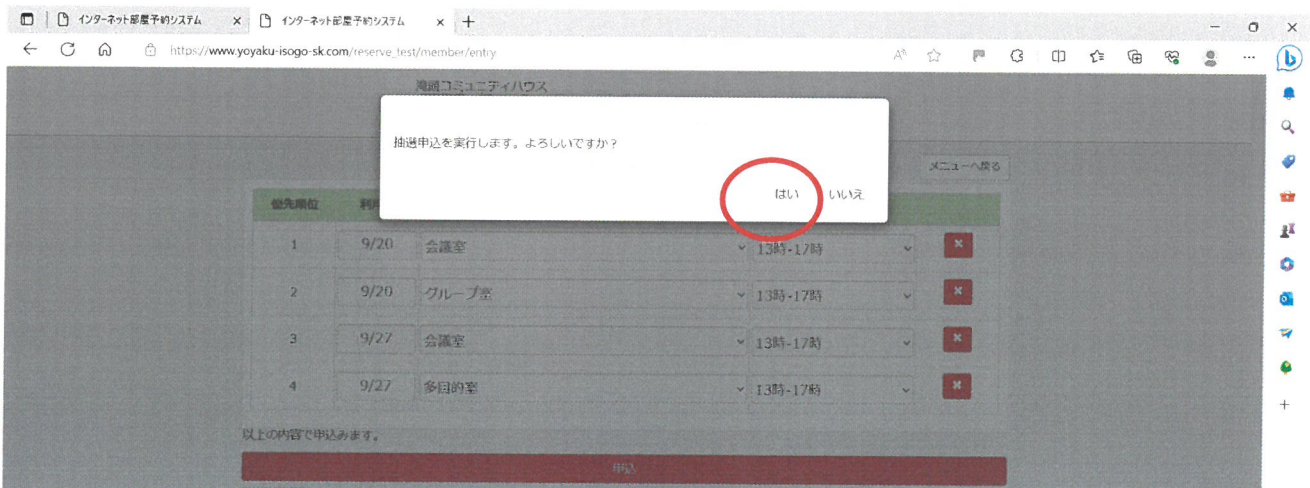 インターネット部屋予約システム
インターネット部屋予約システム
https://www.yoyaku-isogo-sk.com/reserve_test/member/entry
滝頭コミュニティハウス
抽選申込を実行します。よろしいですか？
はい いいえ
メニューへ戻る
優先順位 利用
1 9/20 会議室 13時-17時
2 9/20 グループ室 13時-17時
3 9/27 会議室 13時-17時
4 9/27 多目的室 13時-17時
以上の内容で申込みます。
申込